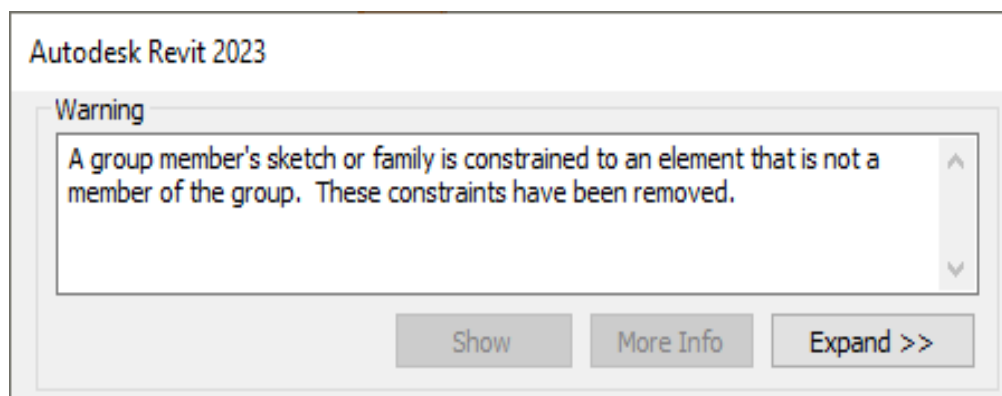 Autodesk Revit 2023
Warning
A group member's sketch or family is constrained to an element that is not a
member of the group.  These constraints have been removed.
Show
More Info
Expand >>